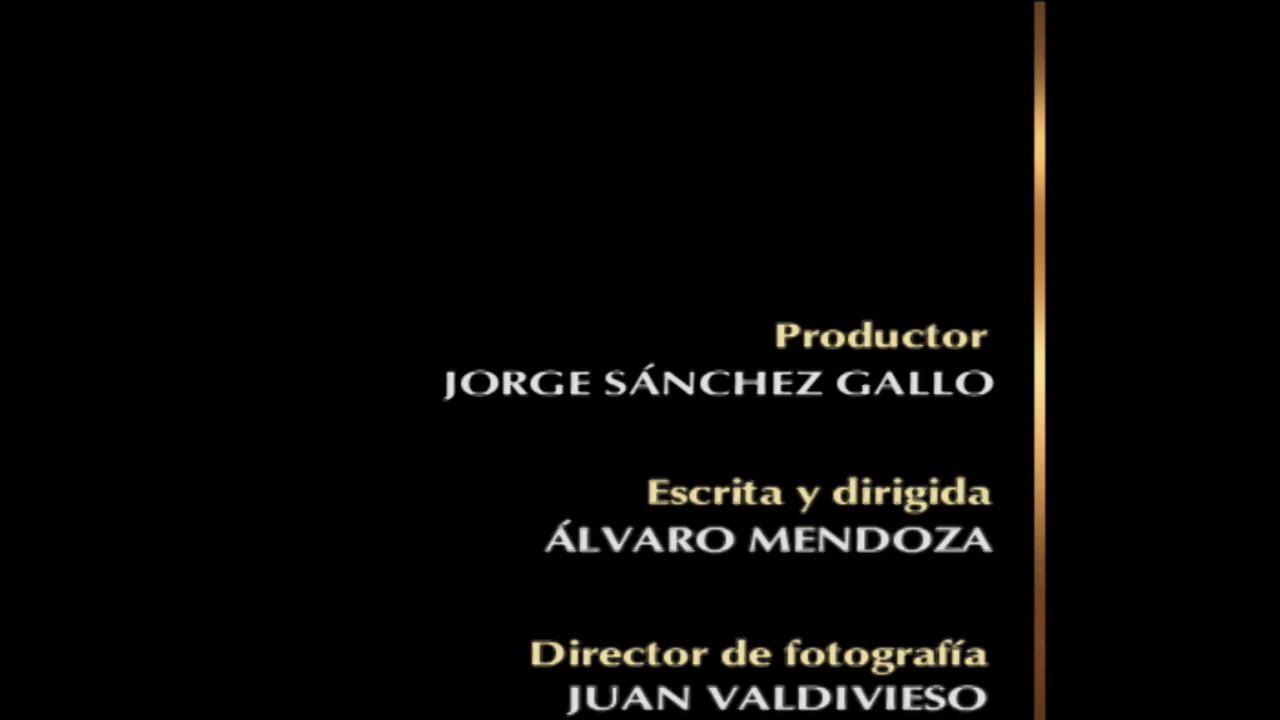 Productor
JORGE SÁNCHEZ GALLO
Escrita y dirigida
ÁLVARO MENDOZA
Director de fotografía
JUAN VALDIVIESO